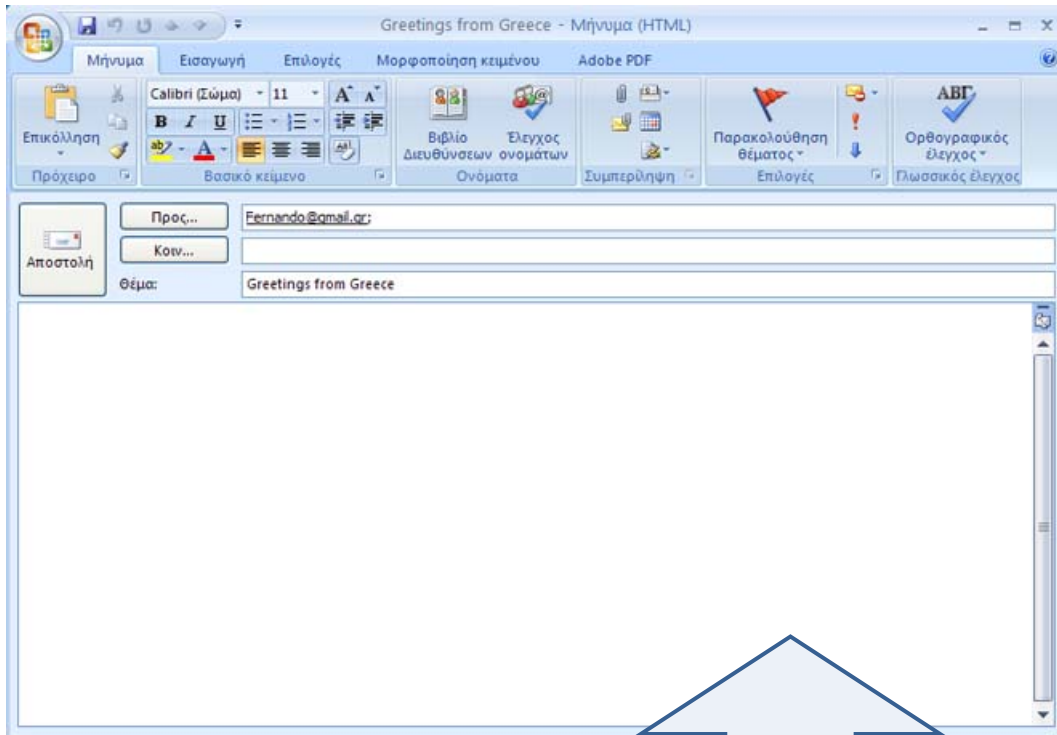 Greetings from Greece - Μήνυμα (HTML)
Μήνυμα Εισαγωγή Επιλογές Μορφοποίηση κειμένου Adobe PDF
Επικόλληση
Calibri (Σώμα) 11 A A
B I U
ab A
Βιβλίο Διευθύνσεων
Έλεγχος ονομάτων
Παρακολούθηση θέματος
ΑΒΓ
Ορθογραφικός έλεγχος
Πρόχειρο Βασικό κείμενο Ονόματα Συμπερίληψη Επιλογές Γλωσσικός έλεγχος
Αποστολή
Προς... Fernando@gmail.gr;
Κοιν...
Θέμα: Greetings from Greece